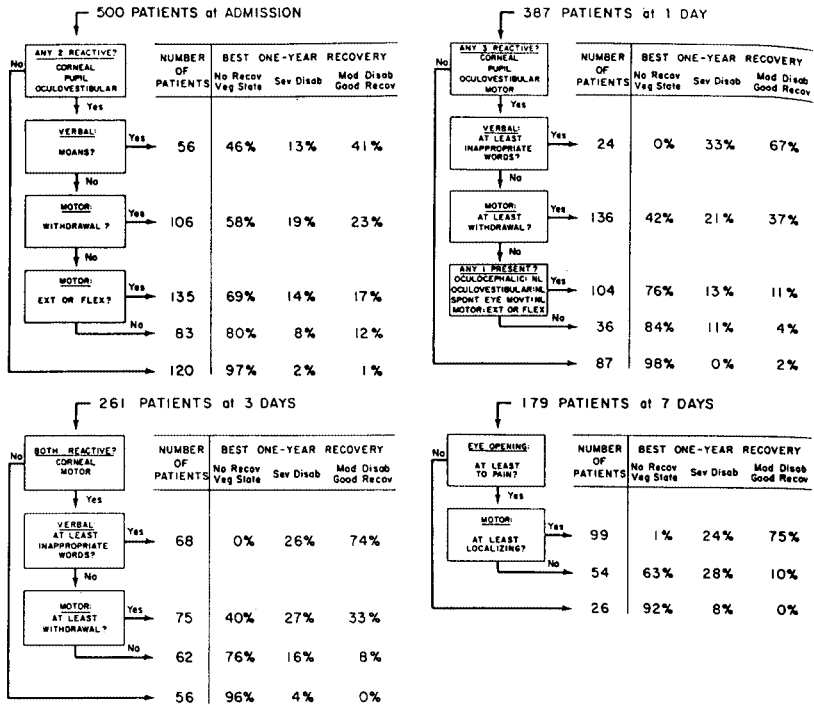 500 PATIENTS at ADMISSION
No
ANY 2 REACTIVE?
CORNEAL
PUPIL
OCULOVESTIBULAR
Yes
VERBAL:
MOANS?
Yes
No
MOTOR:
WITHDRAWAL ?
Yes
No
MOTOR:
EXT OR FLEX?
Yes
No
NUMBER OF PATIENTS
BEST ONE-YEAR RECOVERY
No Recov Veg State
Sev Disab
Mod Disab Good Recov
56 46% 13% 41%
106 58% 19% 23%
135 69% 14% 17%
83 80% 8% 12%
120 97% 2% 1%
387 PATIENTS at 1 DAY
No
ANY 3 REACTIVE?
CORNEAL
PUPIL
OCULOVESTIBULAR
MOTOR
Yes
VERBAL:
AT LEAST
INAPPROPRIATE
WORDS?
Yes
No
MOTOR:
AT LEAST
WITHDRAWAL?
Yes
No
ANY 1 PRESENT?
OCULOCEPHALIC: NL
OCULOVESTIBULAR:NL
SPONT EYE MOVT:NL
MOTOR: EXT OR FLEX
Yes
No
NUMBER OF PATIENTS
BEST ONE-YEAR RECOVERY
No Recov Veg State
Sev Disab
Mod Disab Good Recov
24 0% 33% 67%
136 42% 21% 37%
104 76% 13% 11%
36 84% 11% 4%
87 98% 0% 2%
261 PATIENTS at 3 DAYS
No
BOTH REACTIVE?
CORNEAL
MOTOR
Yes
VERBAL:
AT LEAST
INAPPROPRIATE
WORDS?
Yes
No
MOTOR:
AT LEAST
WITHDRAWAL ?
Yes
No
NUMBER OF PATIENTS
BEST ONE-YEAR RECOVERY
No Recov Veg State
Sev Disab
Mod Disab Good Recov
68 0% 26% 74%
75 40% 27% 33%
62 76% 16% 8%
56 96% 4% 0%
179 PATIENTS at 7 DAYS
No
EYE OPENING:
AT LEAST
TO PAIN?
Yes
MOTOR:
AT LEAST
LOCALIZING?
Yes
No
NUMBER OF PATIENTS
BEST ONE-YEAR RECOVERY
No Recov Veg State
Sev Disab
Mod Disab Good Recov
99 1% 24% 75%
54 63% 28% 10%
26 92% 8% 0%